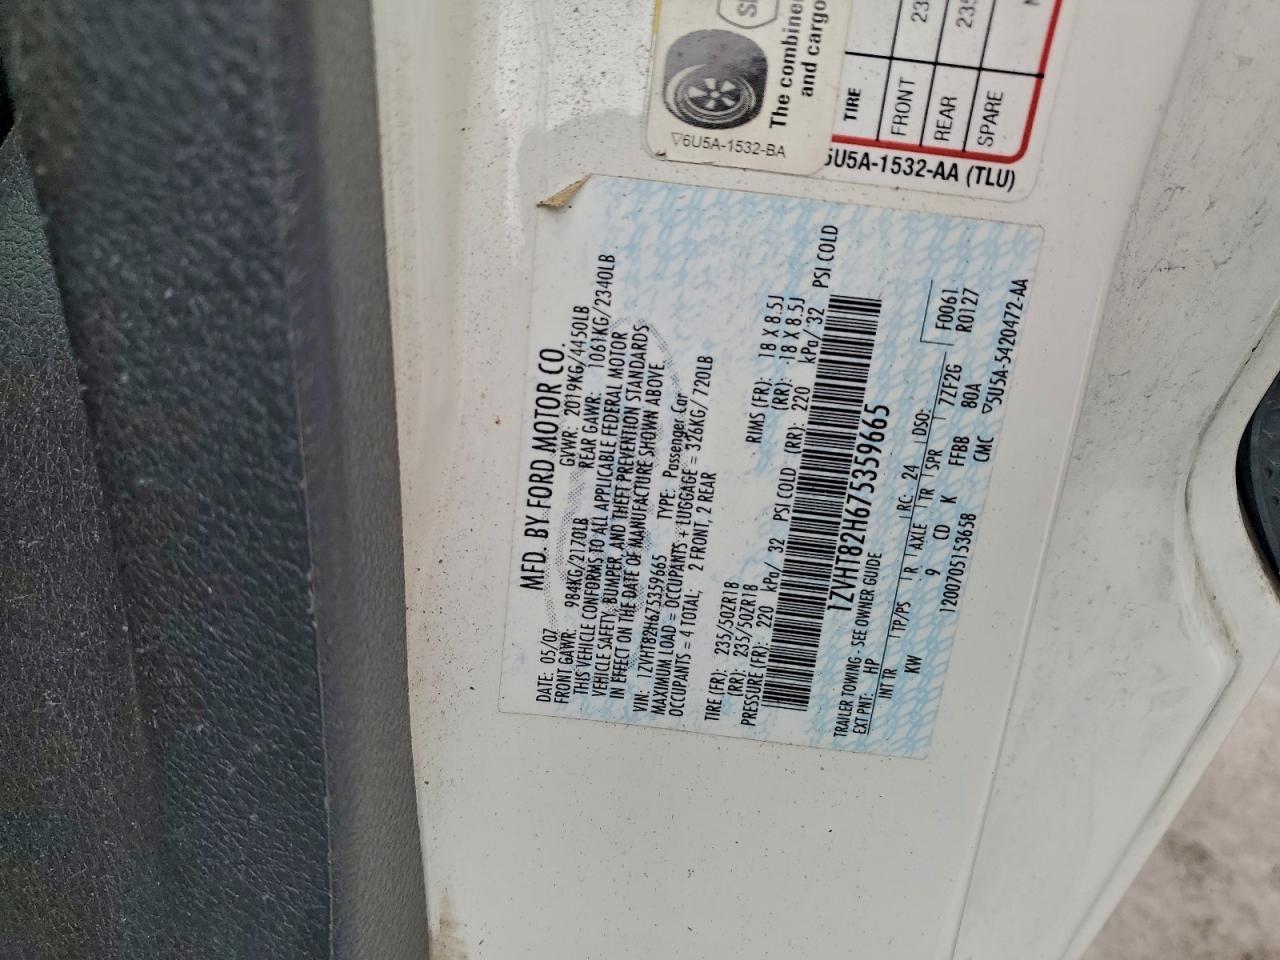 The combine
and cargo
▽6U5A-1532-BA
TIRE
FRONT
REAR
SPARE
5U5A-1532-AA (TLU)
MFD. BY FORD MOTOR CO.
DATE: 05/07 GVWR: 2019KG/4450LB
FRONT GAWR: 984KG/2170LB REAR GAWR: 1061KG/2340LB
THIS VEHICLE CONFORMS TO ALL APPLICABLE FEDERAL MOTOR
VEHICLE SAFETY, BUMPER, AND THEFT PREVENTION STANDARDS
IN EFFECT ON THE DATE OF MANUFACTURE SHOWN ABOVE.
VIN: 1ZVHT82H675359665 TYPE: Passenger Car
MAXIMUM LOAD = OCCUPANTS + LUGGAGE = 326KG/720LB
OCCUPANTS = 4 TOTAL; 2 FRONT, 2 REAR
TIRE (FR): 235/50ZR18 RIMS (FR): 18 X 8.5J
(RR): 235/50ZR18 (RR): 18 X 8.5J
PRESSURE (FR): 220 kPa/ 32 PSI COLD (RR): 220 kPa/ 32 PSI COLD
1ZVHT82H675359665
TRAILER TOWING - SEE OWNER GUIDE
EXT PNT: HP RC: 24 DSO: F0061
INT TR TP/PS R AXLE TR SPR 77F2G R0127
KW 9 CD K FFBB 80A
120070515365​8 CMC ▽5U5A-5420472-AA